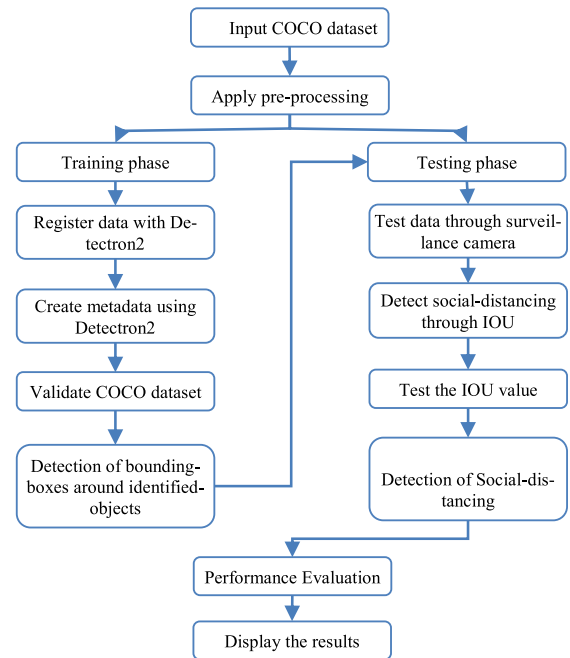 Input COCO dataset
Apply pre-processing
Training phase
Register data with De-
tectron2
Create metadata using
Detectron2
Validate COCO dataset
Detection of bounding-
boxes around identified-
objects
Testing phase
Test data through surveil-
lance camera
Detect social-distancing
through IOU
Test the IOU value
Detection of Social-dis-
tancing
Performance Evaluation
Display the results